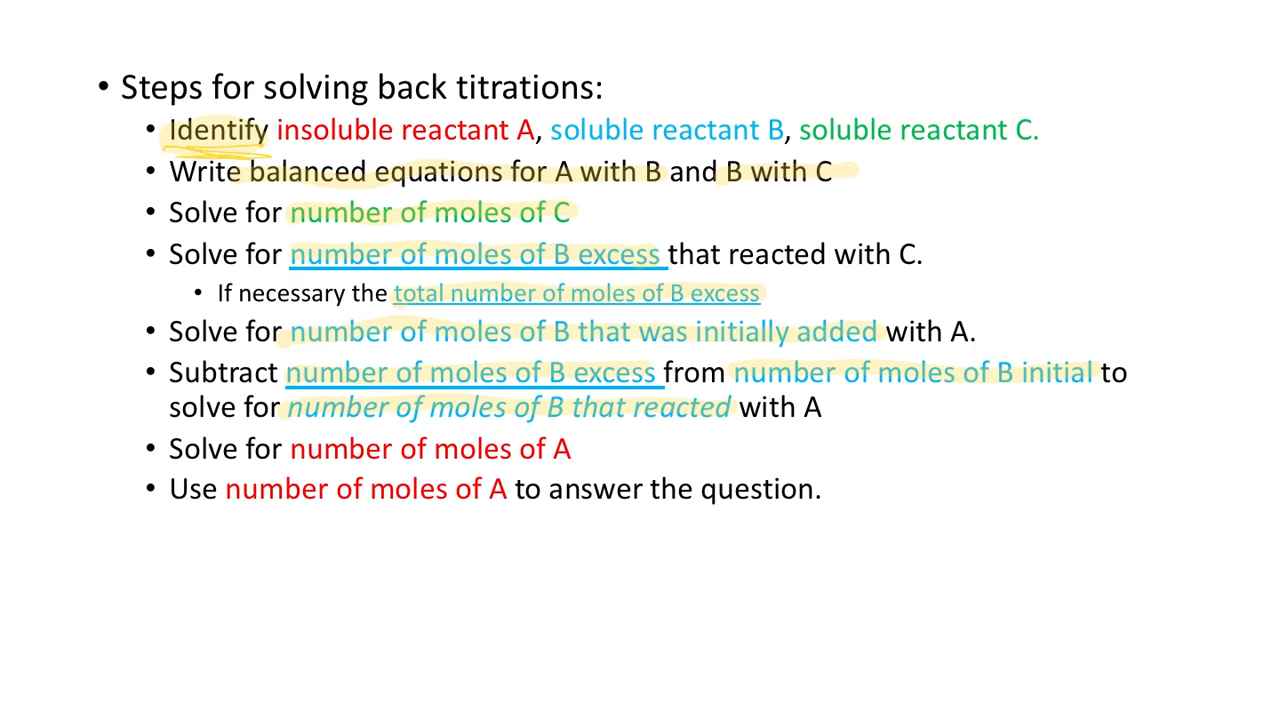 • Steps for solving back titrations:
• Identify insoluble reactant A, soluble reactant B, soluble reactant C.
• Write balanced equations for A with B and B with C
• Solve for number of moles of C
• Solve for number of moles of B excess that reacted with C.
• If necessary the total number of moles of B excess
• Solve for number of moles of B that was initially added with A.
• Subtract number of moles of B excess from number of moles of B initial to
solve for number of moles of B that reacted with A
• Solve for number of moles of A
• Use number of moles of A to answer the question.